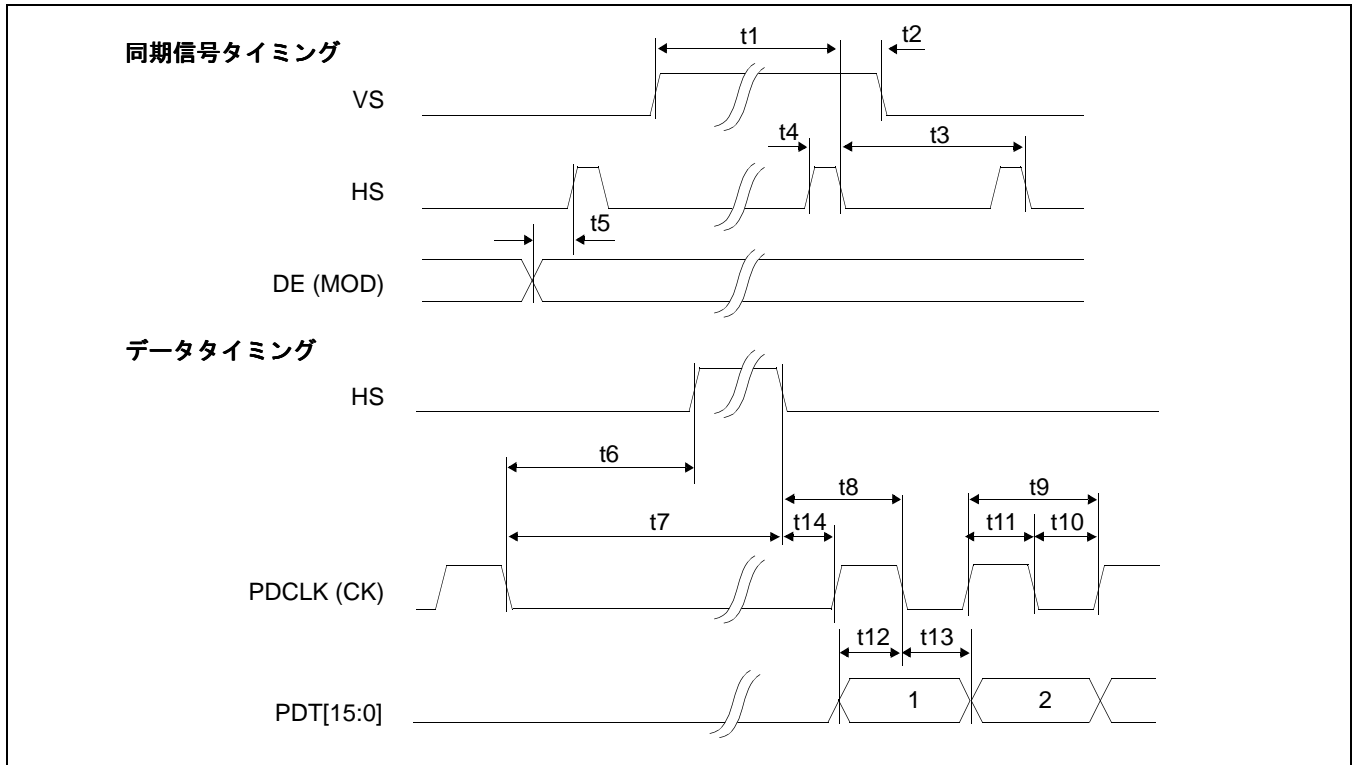 同期信号タイミング
t1
t2
VS
t4
t3
HS
t5
DE (MOD)
データタイミング
HS
t6
t8
t9
t7
t14
t11
t10
PDCLK (CK)
t12
t13
PDT[15:0]
1
2